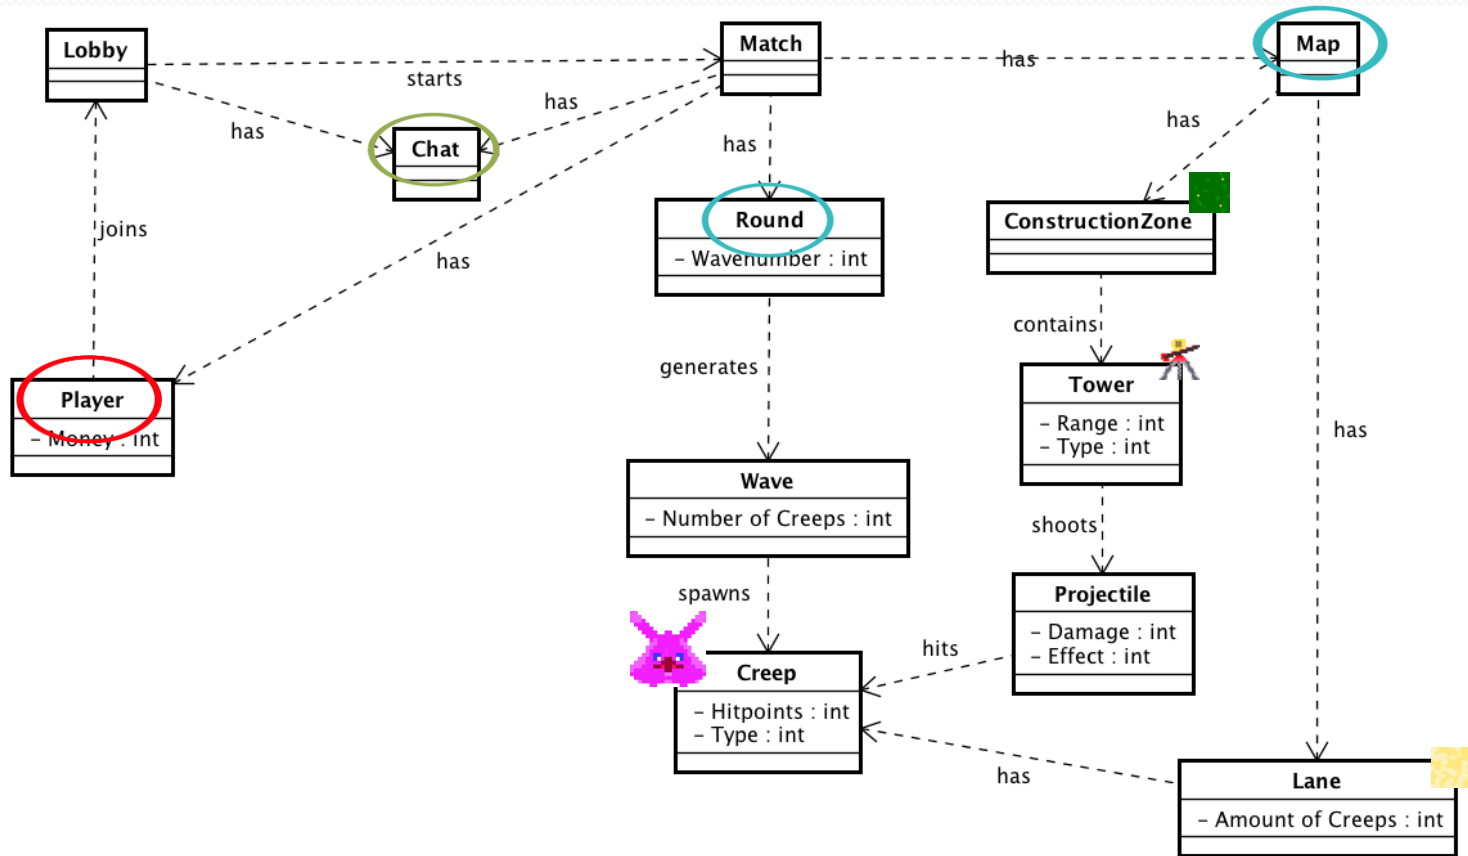 Lobby
Match
Map
starts
has
has
has
Chat
has
has
joins
has
Round
- Wavenumber : int
ConstructionZone
contains
generates
Player
- Money : int
Tower
- Range : int
- Type : int
has
Wave
- Number of Creeps : int
shoots
spawns
Projectile
- Damage : int
- Effect : int
hits
Creep
- Hitpoints : int
- Type : int
has
Lane
- Amount of Creeps : int